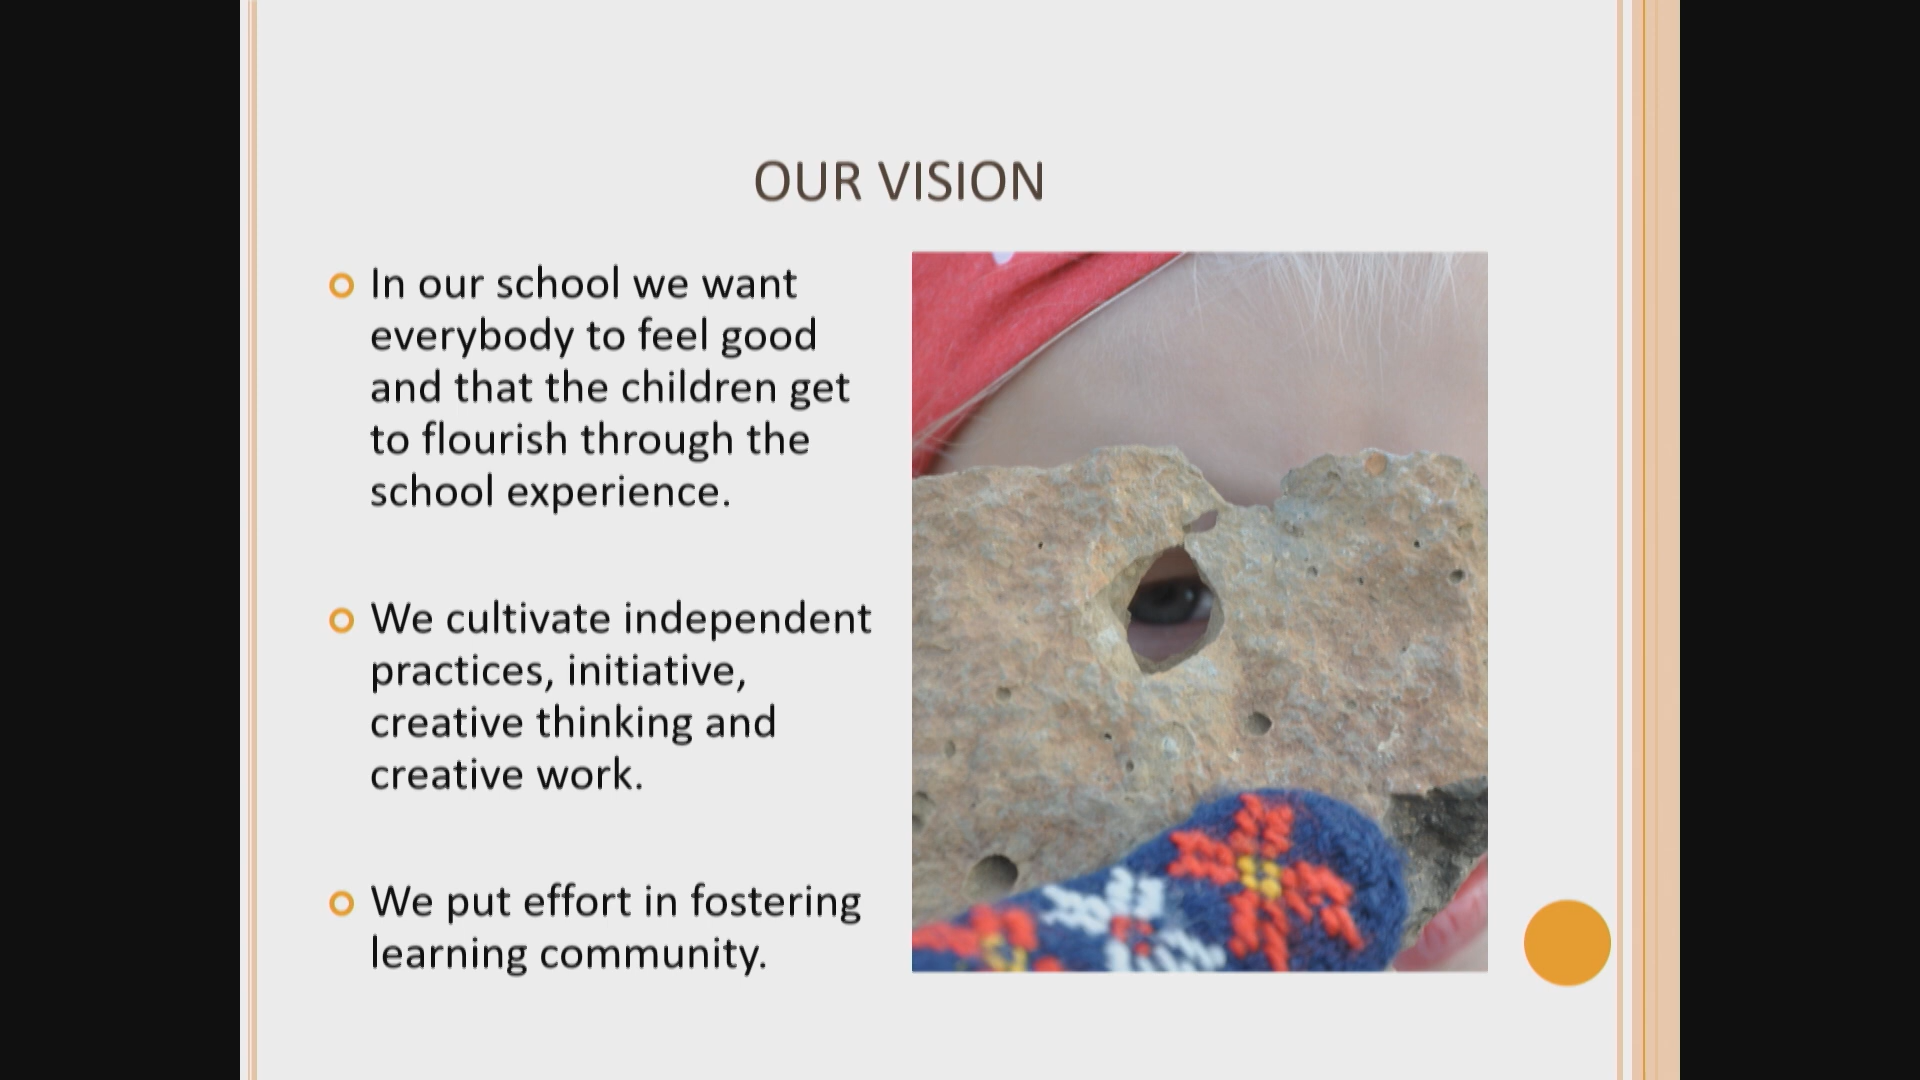 OUR VISION
In our school we want
everybody to feel good
and that the children get
to flourish through the
school experience.
We cultivate independent
practices, initiative,
creative thinking and
creative work.
We put effort in fostering
learning community.